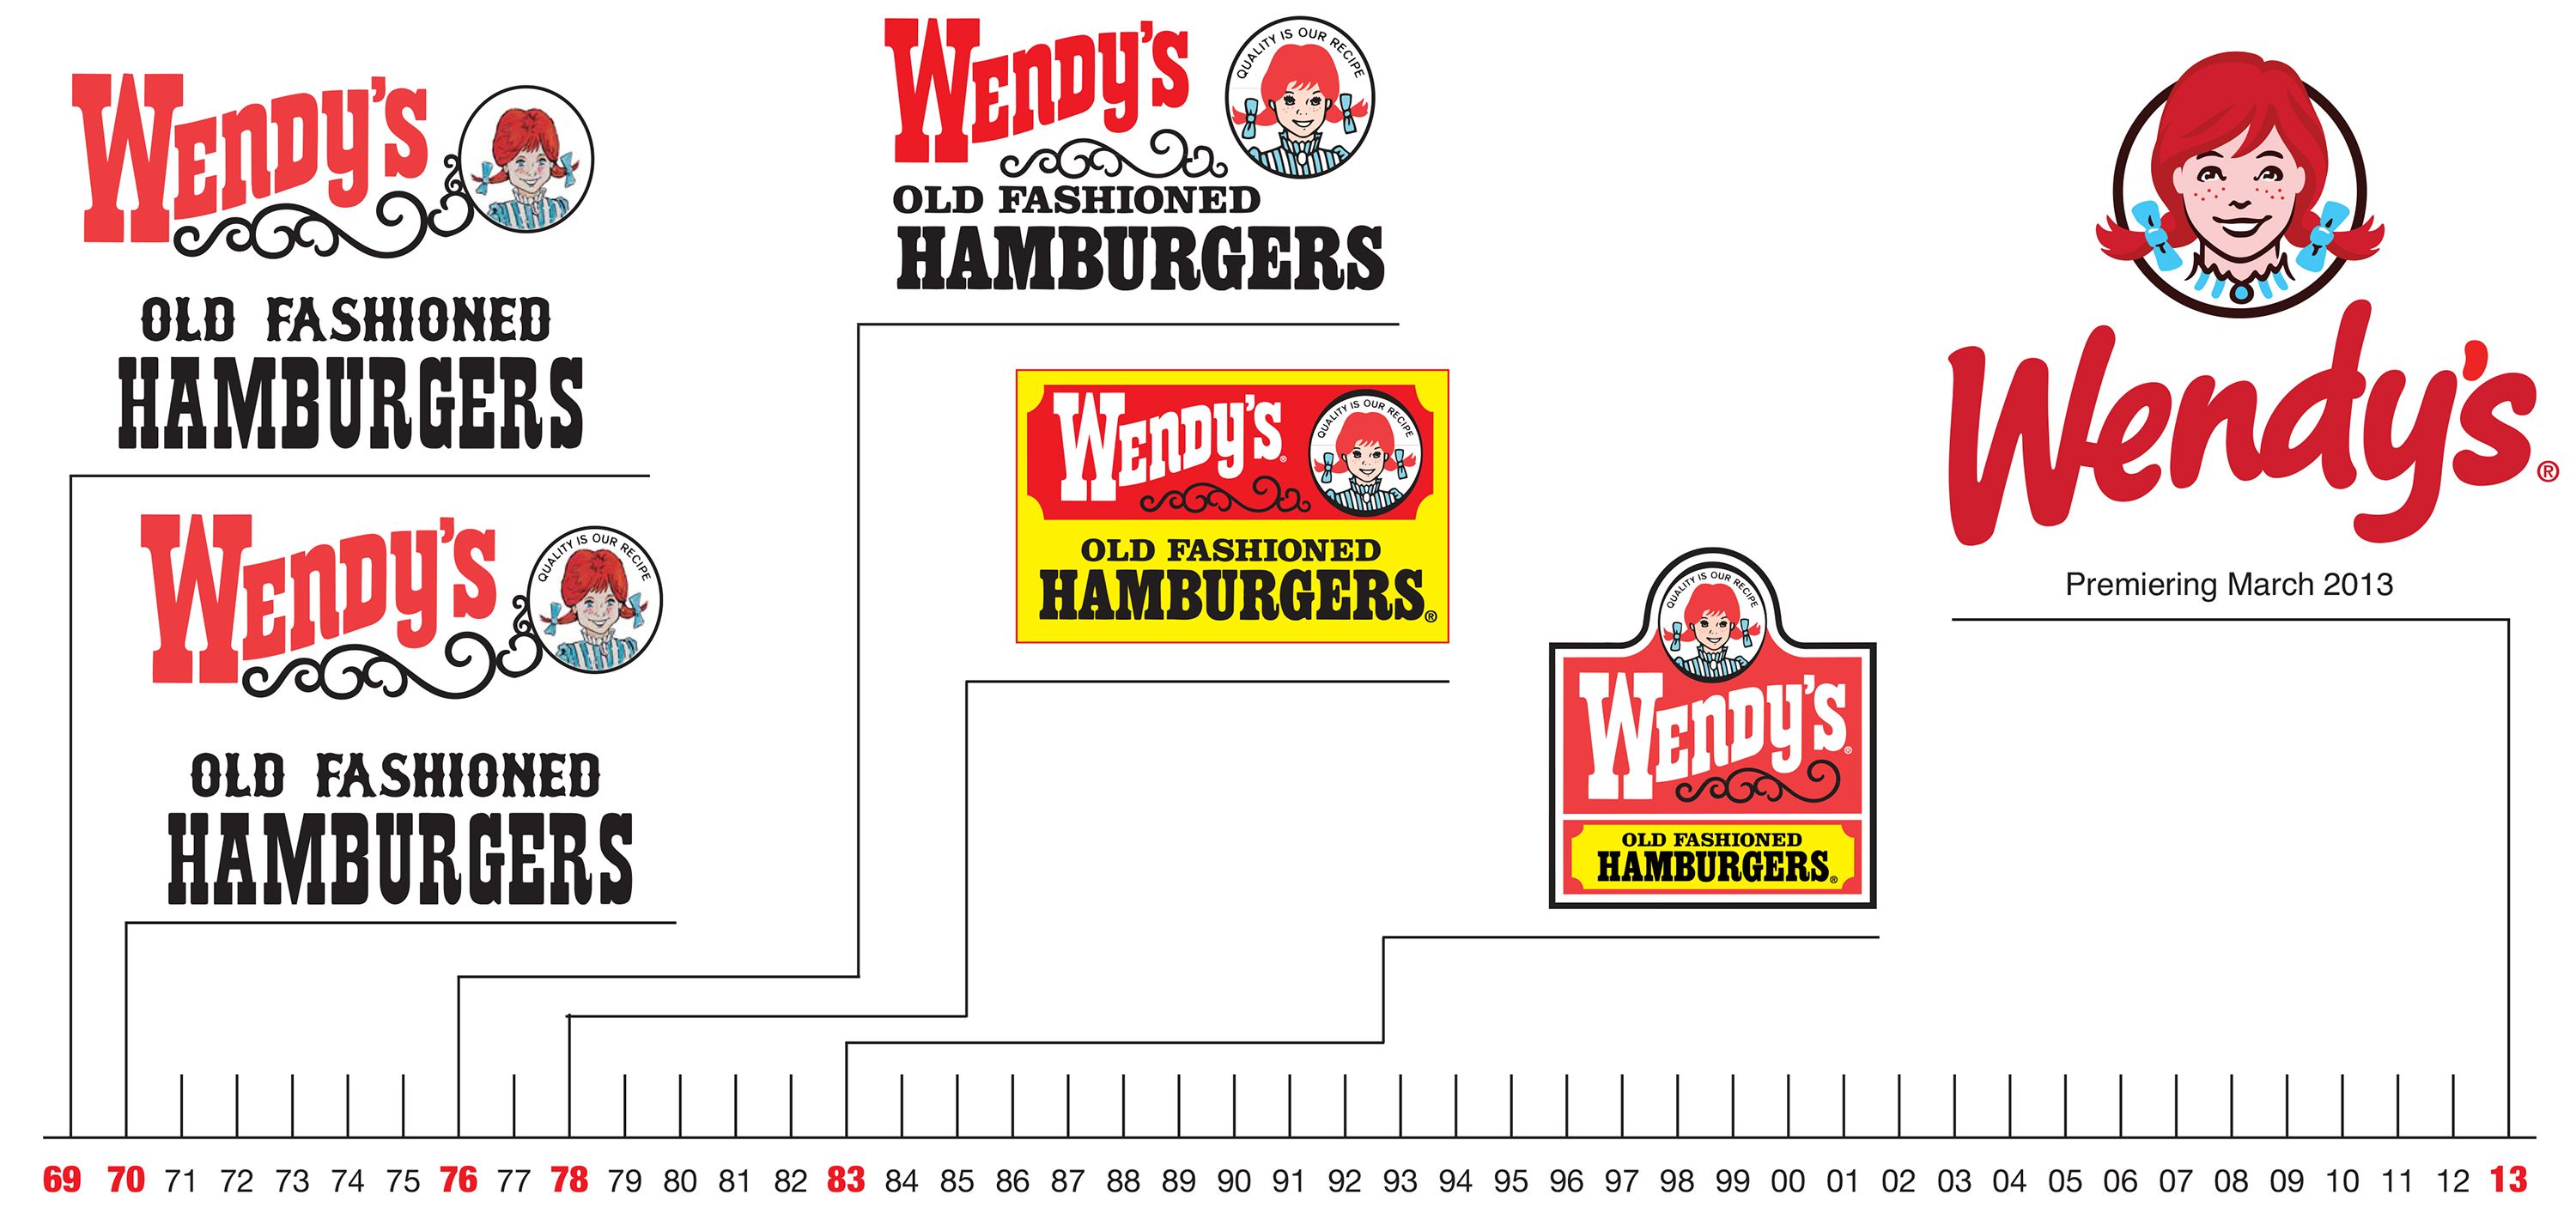 Wendy's
OLD FASHIONED
HAMBURGERS
Wendy's
QUALITY IS OUR RECIPE
OLD FASHIONED
HAMBURGERS
Wendy's
QUALITY IS OUR RECIPE
OLD FASHIONED
HAMBURGERS
Wendy's®
QUALITY IS OUR RECIPE
OLD FASHIONED
HAMBURGERS®
QUALITY IS OUR RECIPE
Wendy's®
OLD FASHIONED
HAMBURGERS®
Wendy's®
Premiering March 2013
69 70 71 72 73 74 75 76 77 78 79 80 81 82 83 84 85 86 87 88 89 90 91 92 93 94 95 96 97 98 99 00 01 02 03 04 05 06 07 08 09 10 11 12 13